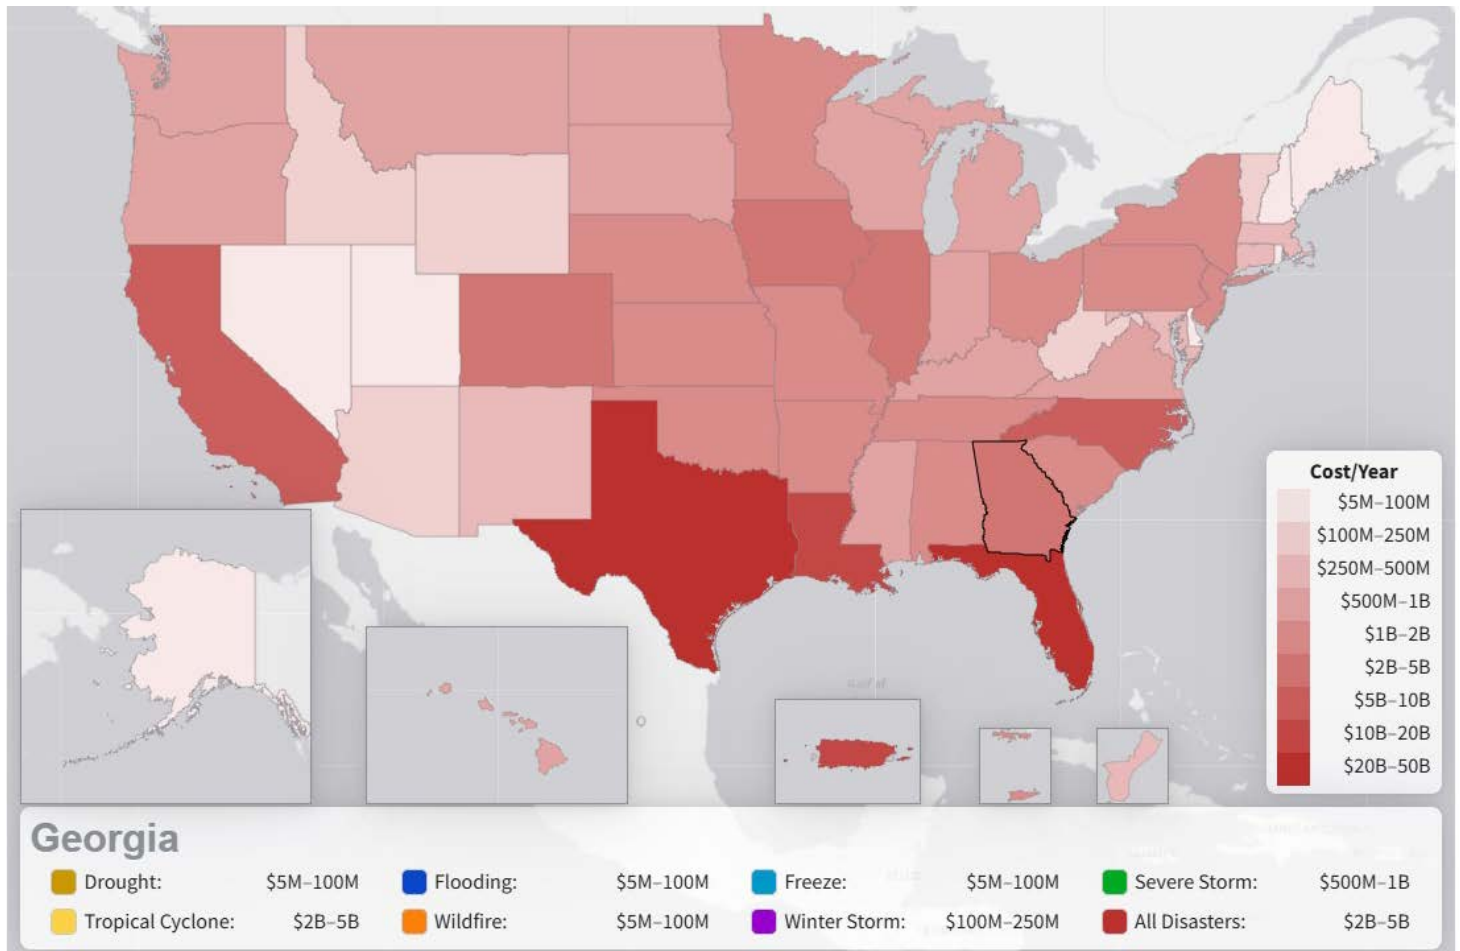 Cost/Year
$5M–100M
$100M–250M
$250M–500M
$500M–1B
$1B–2B
$2B–5B
$5B–10B
$10B–20B
$20B–50B
Georgia
Drought: $5M–100M Flooding: $5M–100M Freeze: $5M–100M Severe Storm: $500M–1B
Tropical Cyclone: $2B–5B Wildfire: $5M–100M Winter Storm: $100M–250M All Disasters: $2B–5B